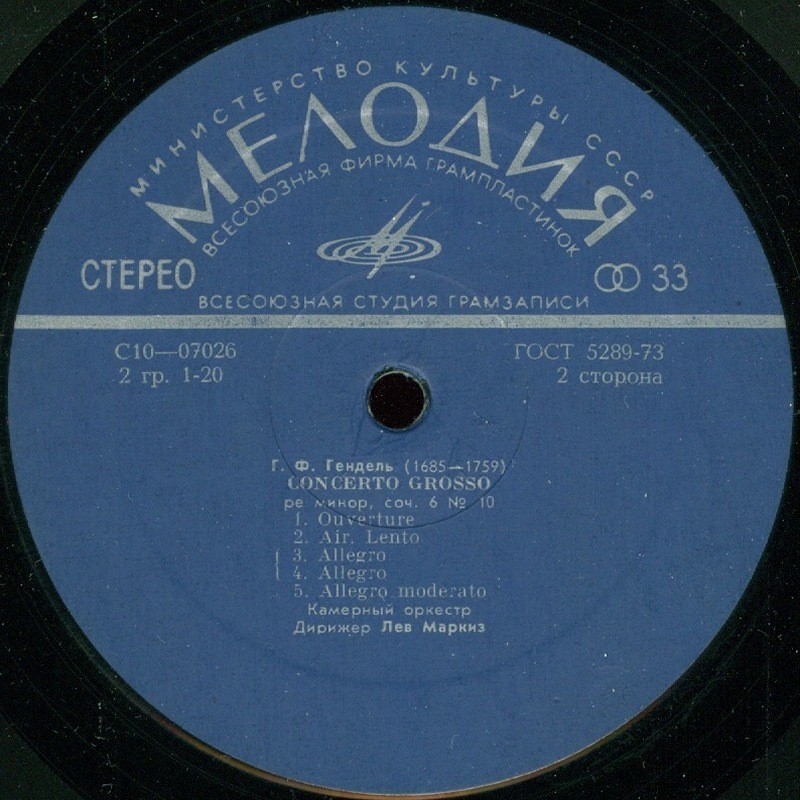 МИНИСТЕРСТВО КУЛЬТУРЫ СССР
МЕЛОДИЯ
ВСЕСОЮЗНАЯ ФИРМА ГРАМПЛАСТИНОК
СТЕРЕО
33
ВСЕСОЮЗНАЯ СТУДИЯ ГРАМЗАПИСИ
С10—07026
ГОСТ 5289-73
2 гр. 1-20
2 сторона
Г. Ф. Гендель (1685—1759)
CONCERTO GROSSO
ре минор, соч. 6 № 10
1. Ouverture
2. Air. Lento
3. Allegro
4. Allegro
5. Allegro moderato
Камерный оркестр
Дирижер Лев Маркиз